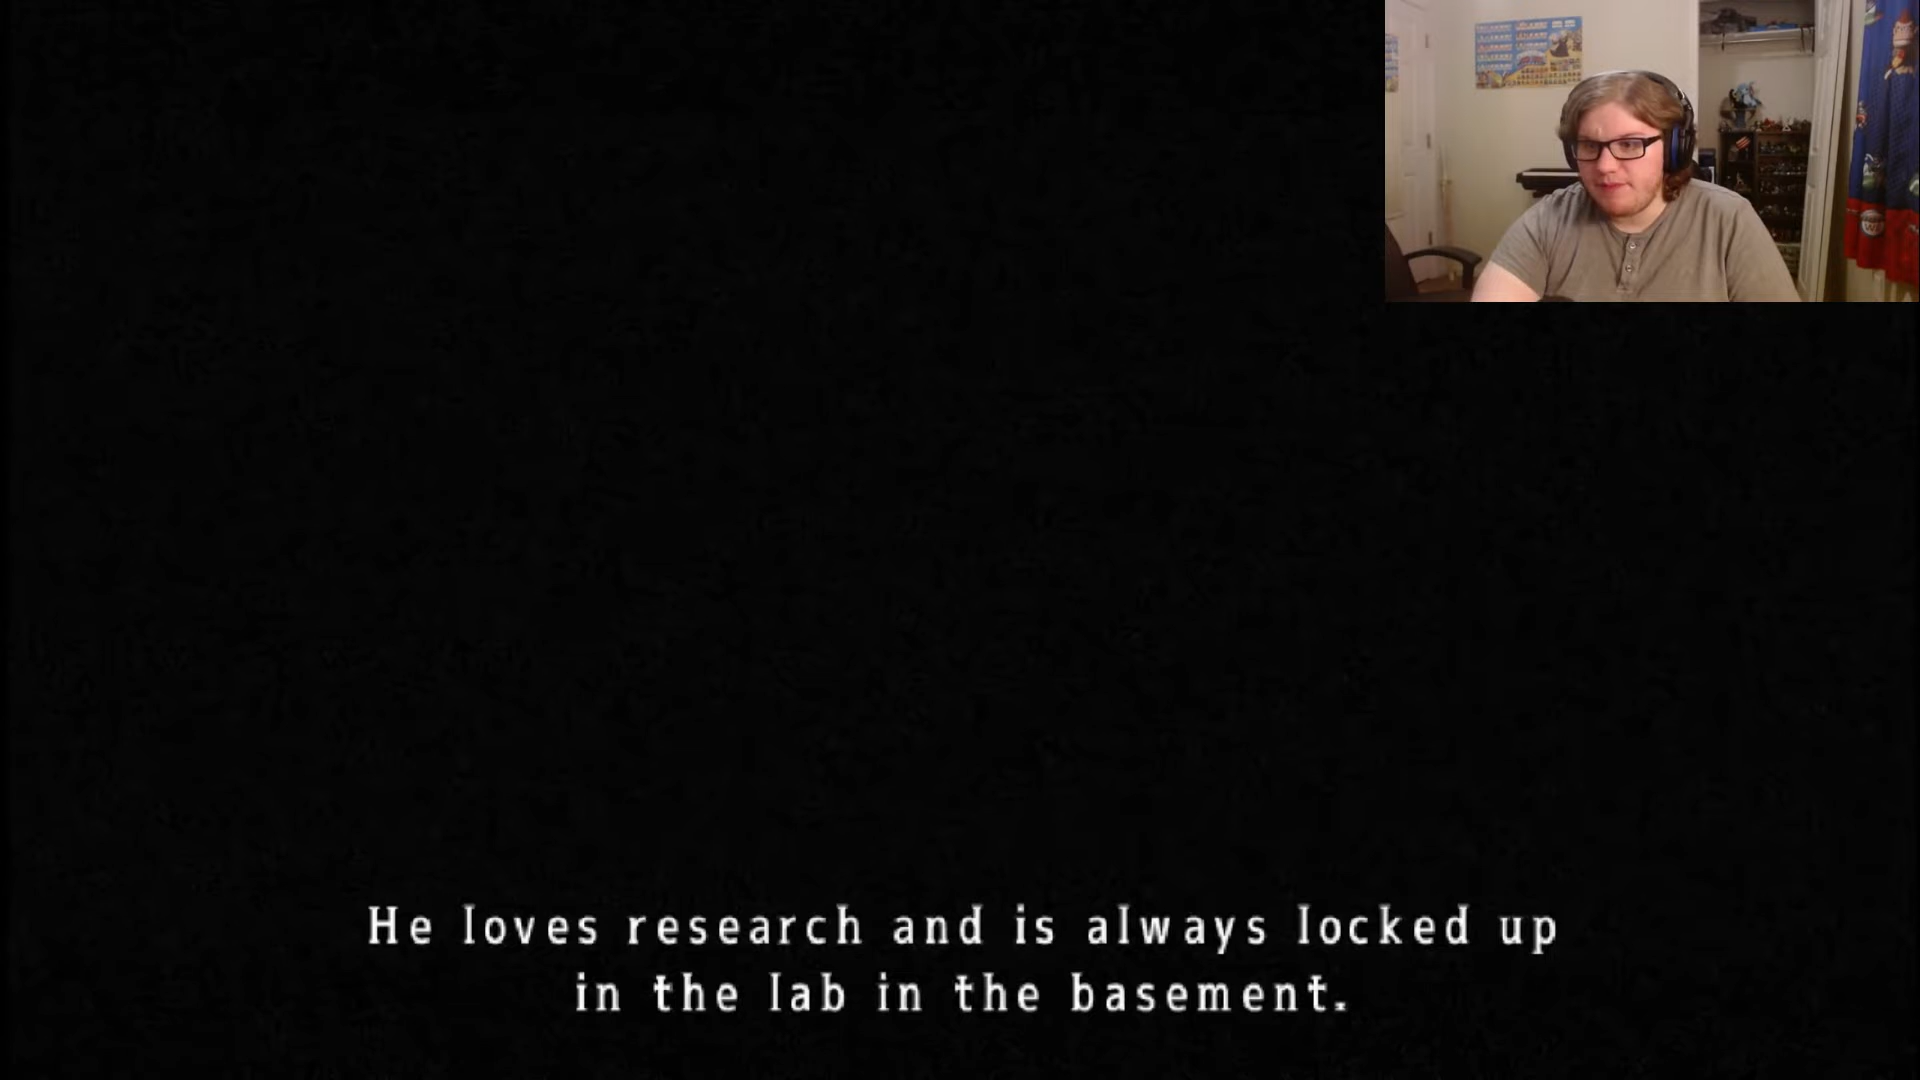 He loves research and is always locked up
in the lab in the basement.